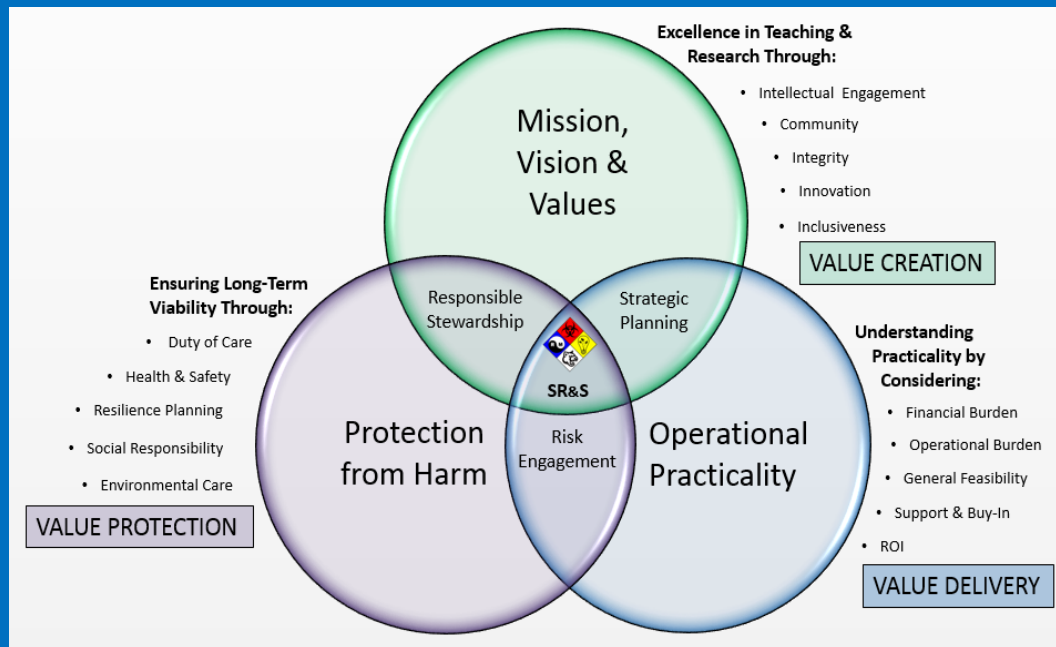 Excellence in Teaching &
Research Through:
• Intellectual Engagement
• Community
• Integrity
• Innovation
• Inclusiveness
VALUE CREATION
Mission,
Vision &
Values
Responsible
Stewardship
Strategic
Planning
SR&S
Risk
Engagement
Protection
from Harm
Operational
Practicality
Ensuring Long-Term
Viability Through:
• Duty of Care
• Health & Safety
• Resilience Planning
• Social Responsibility
• Environmental Care
VALUE PROTECTION
Understanding
Practicality by
Considering:
• Financial Burden
• Operational Burden
• General Feasibility
• Support & Buy-In
• ROI
VALUE DELIVERY